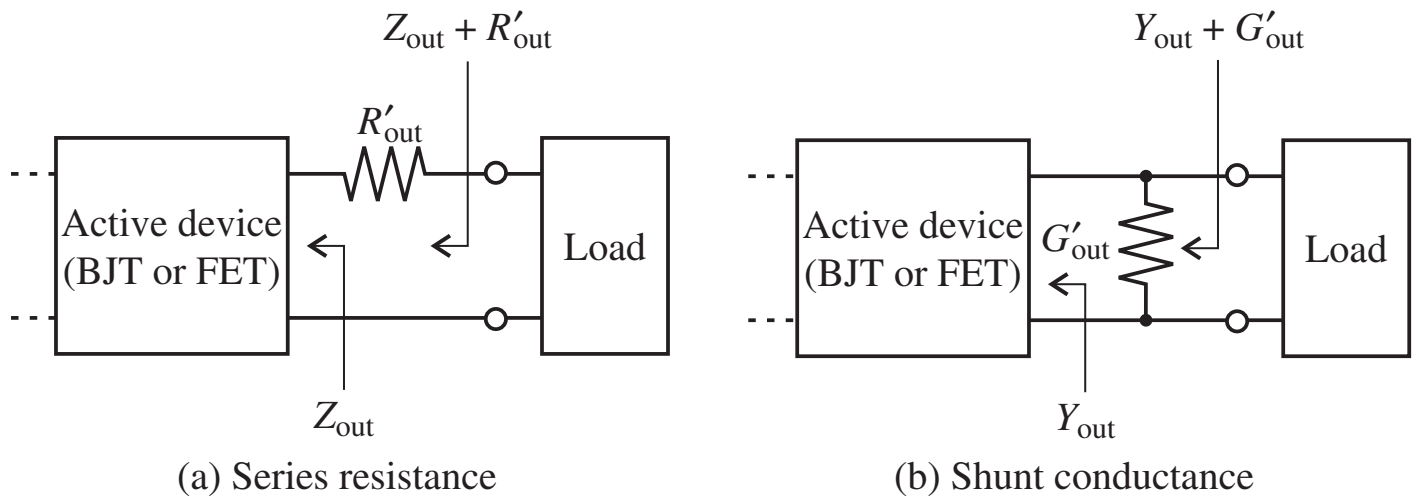 Z_out + R'_out
Y_out + G'_out
R'_out
Active device
(BJT or FET)
Load
Active device
(BJT or FET)
G'_out
Load
Z_out
Y_out
(a) Series resistance
(b) Shunt conductance